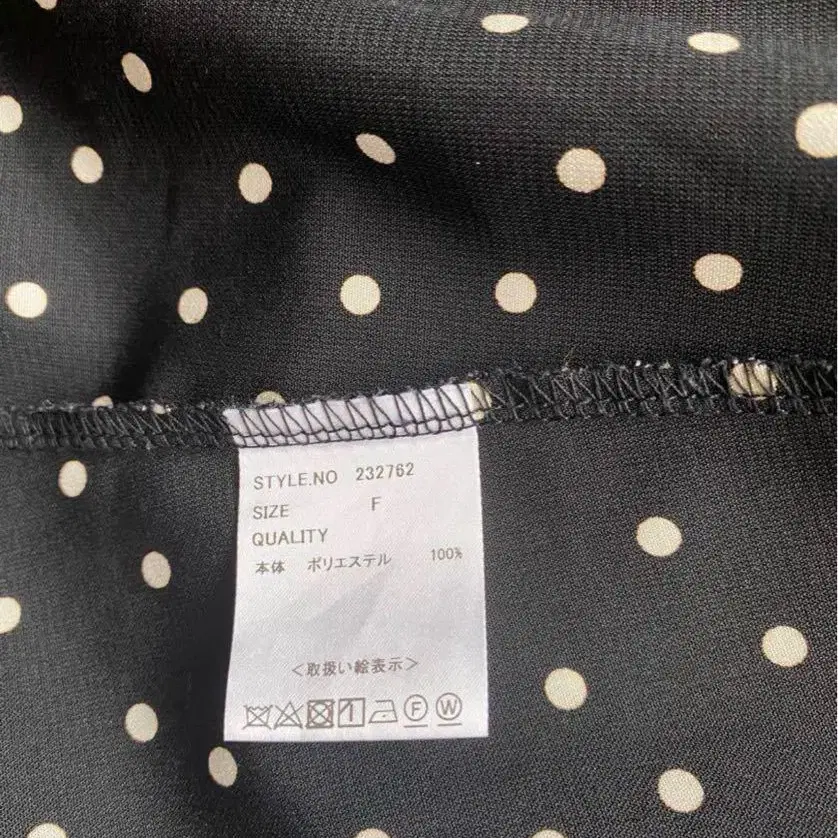 STYLE.NO 232762
SIZE F
QUALITY
本体 ポリエステル 100%
＜取扱い絵表示＞
F W